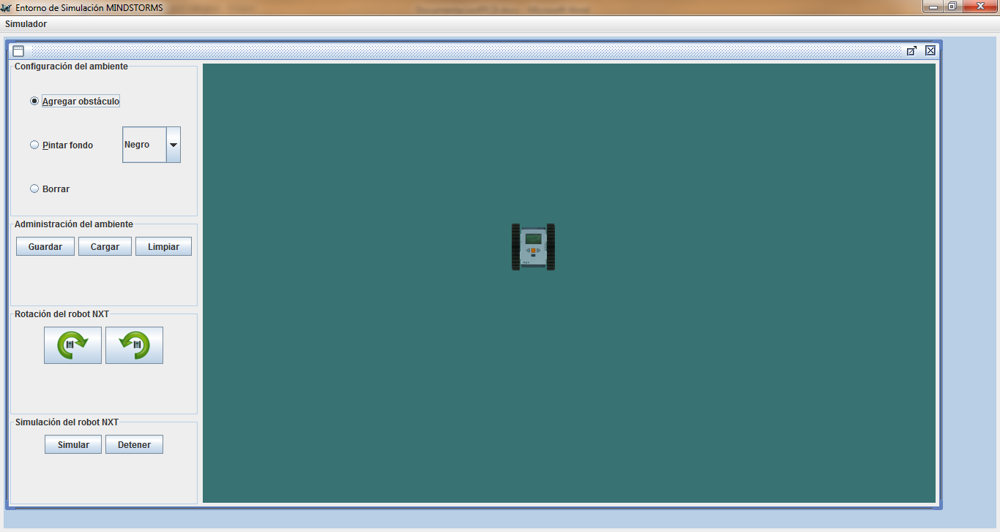 Entorno de Simulación MINDSTORMS
Simulador
Configuración del ambiente
Agregar obstáculo
Pintar fondo
Negro
Borrar
Administración del ambiente
Guardar Cargar Limpiar
Rotación del robot NXT
Simulación del robot NXT
Simular Detener